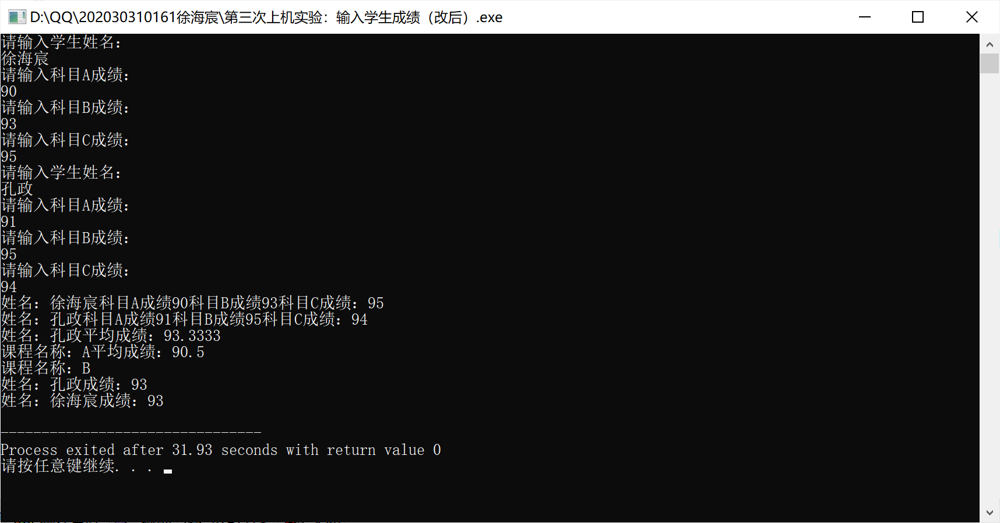 D:\QQ\202030310161徐海宸\第三次上机实验：输入学生成绩（改后）.exe
请输入学生姓名：
徐海宸
请输入科目A成绩：
90
请输入科目B成绩：
93
请输入科目C成绩：
95
请输入学生姓名：
孔政
请输入科目A成绩：
91
请输入科目B成绩：
95
请输入科目C成绩：
94
姓名：徐海宸科目A成绩90科目B成绩93科目C成绩：95
姓名：孔政科目A成绩91科目B成绩95科目C成绩：94
姓名：孔政平均成绩：93.3333
课程名称：A平均成绩：90.5
课程名称：B
姓名：孔政成绩：93
姓名：徐海宸成绩：93
--------------------------------
Process exited after 31.93 seconds with return value 0
请按任意键继续. . .